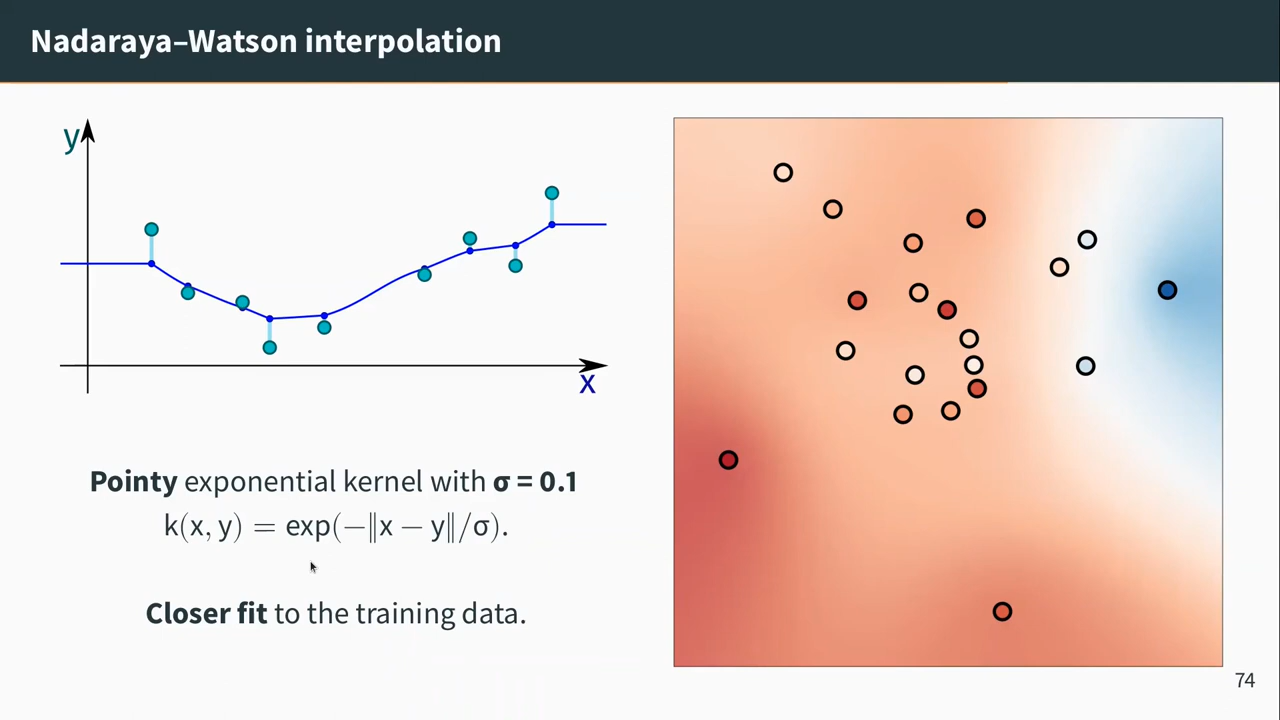 Nadaraya–Watson interpolation
y
x
Pointy exponential kernel with σ = 0.1
k(x, y) = exp(−‖x − y‖/σ).
Closer fit to the training data.
74